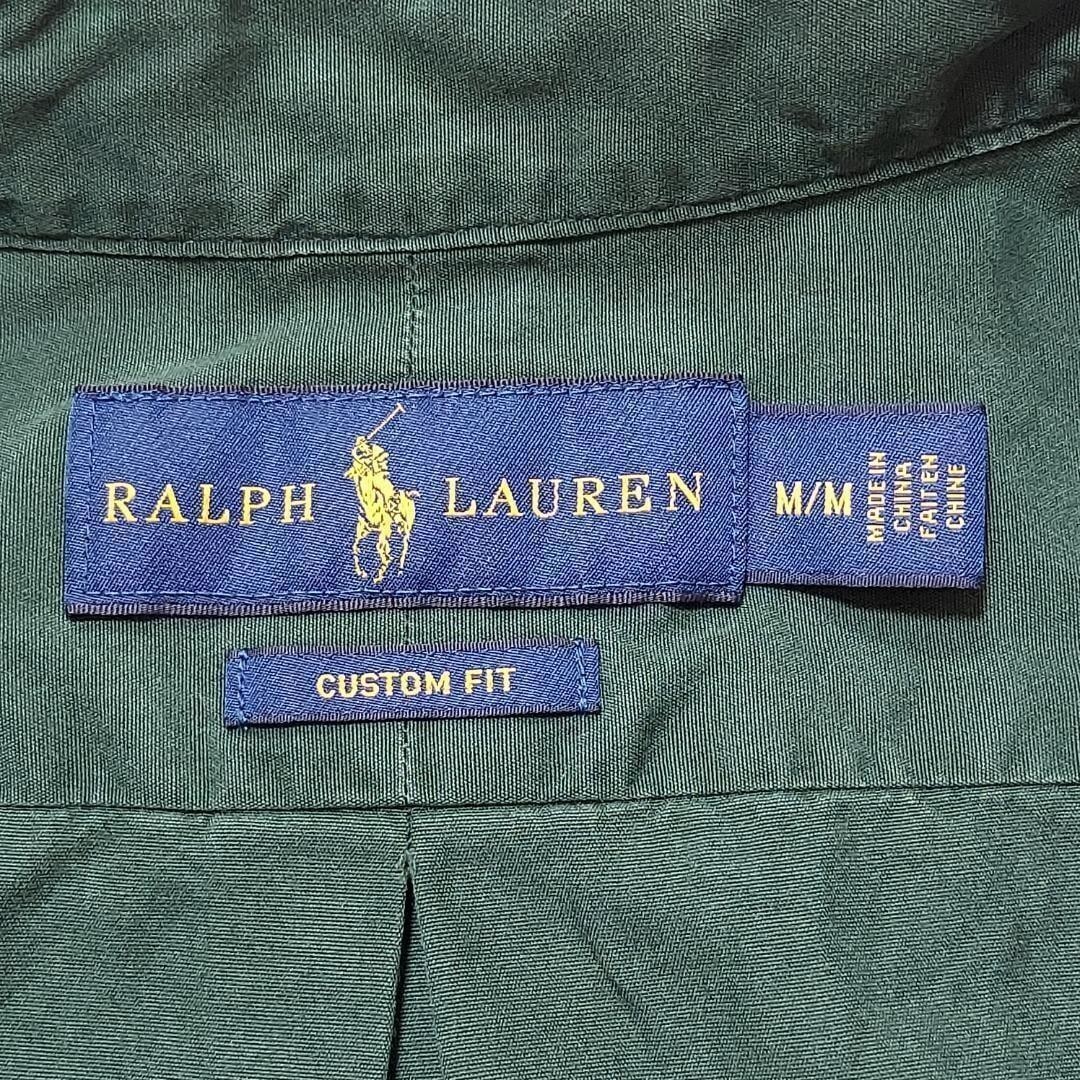 RALPH LAUREN
M/M
MADE IN
CHINA
FAIT EN
CHINE
CUSTOM FIT